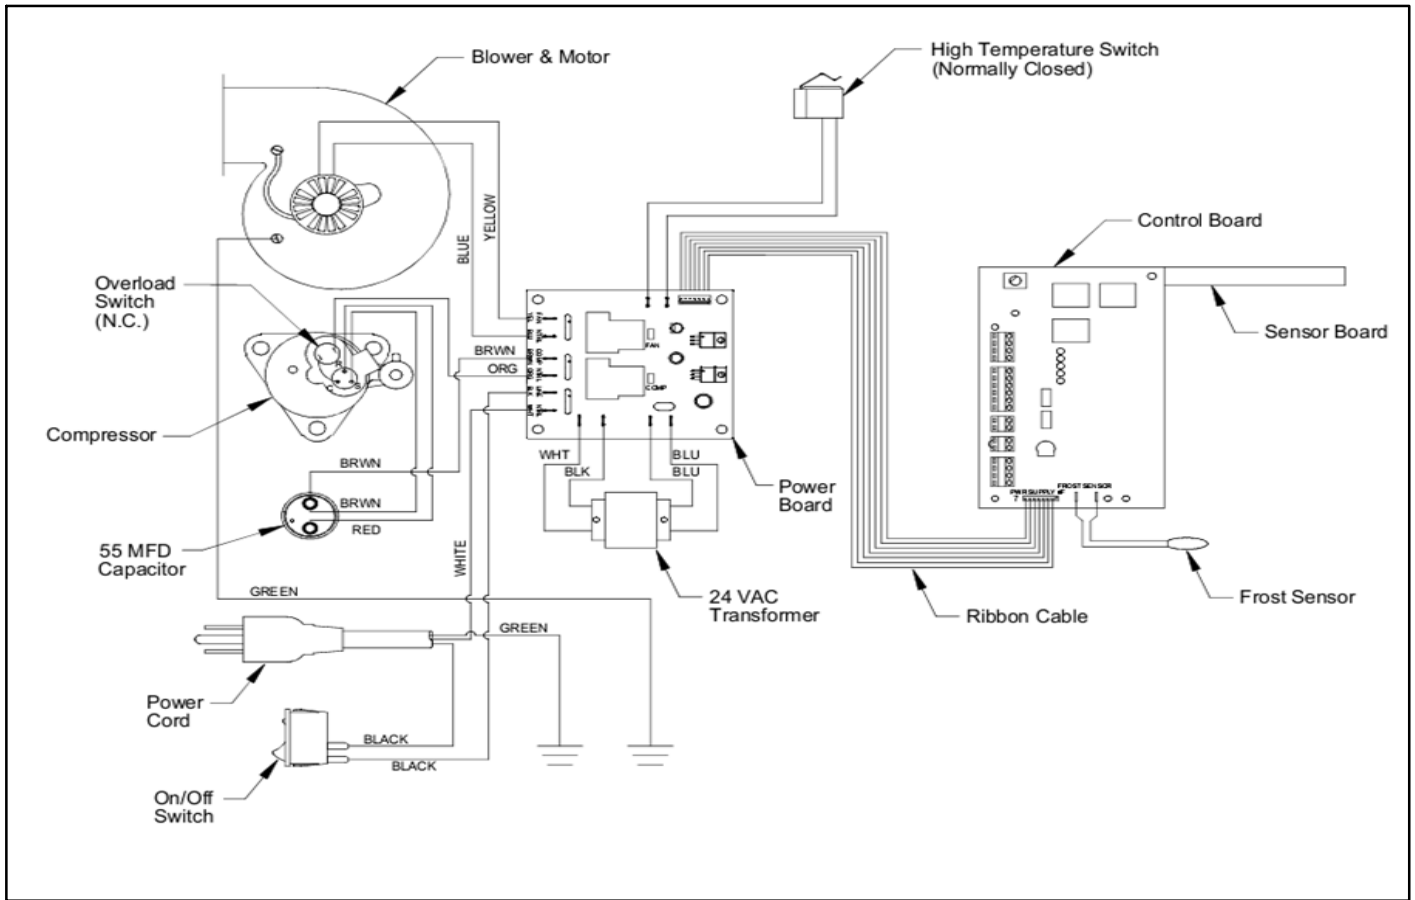 Blower & Motor
High Temperature Switch
(Normally Closed)
Control Board
Sensor Board
YELLOW
BLUE
Overload
Switch
(N.C.)
BRWN
ORG
FAN
COMP
Compressor
BRWN
BRWN
RED
WHT
BLK
BLU
BLU
Power
Board
55 MFD
Capacitor
WHITE
PWR SUPPLY
FROST SENSOR
24 VAC
Transformer
Ribbon Cable
Frost Sensor
GREEN
GREEN
Power
Cord
BLACK
BLACK
On/Off
Switch